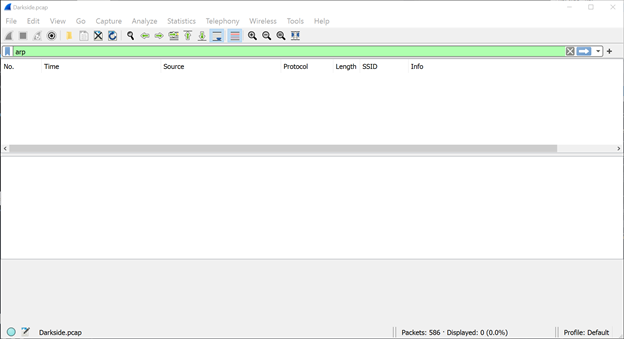 Darkside.pcap
File Edit View Go Capture Analyze Statistics Telephony Wireless Tools Help
arp
No. Time Source Protocol Length SSID Info
Darkside.pcap Packets: 586 · Displayed: 0 (0.0%) Profile: Default